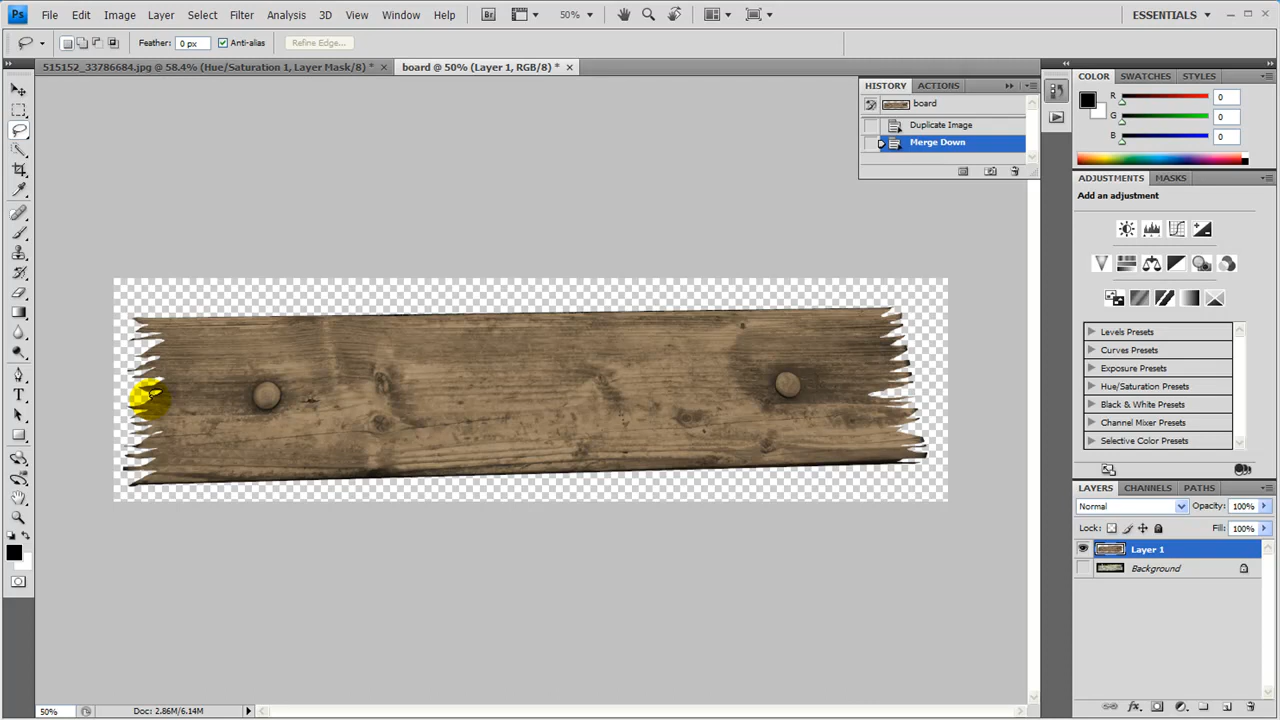 Ps File Edit Image Layer Select Filter Analysis 3D View Window Help Br 50% ESSENTIALS
Feather: 0 px Anti-alias Refine Edge...
515152_33786684.jpg @ 58.4% (Hue/Saturation 1, Layer Mask/8) * board @ 50% (Layer 1, RGB/8) *
HISTORY ACTIONS
board
Duplicate Image
Merge Down
COLOR SWATCHES STYLES
R 0
G 0
B 0
ADJUSTMENTS MASKS
Add an adjustment
Levels Presets
Curves Presets
Exposure Presets
Hue/Saturation Presets
Black & White Presets
Channel Mixer Presets
Selective Color Presets
LAYERS CHANNELS PATHS
Normal Opacity: 100%
Lock: Fill: 100%
Layer 1
Background
50% Doc: 2.86M/6.14M